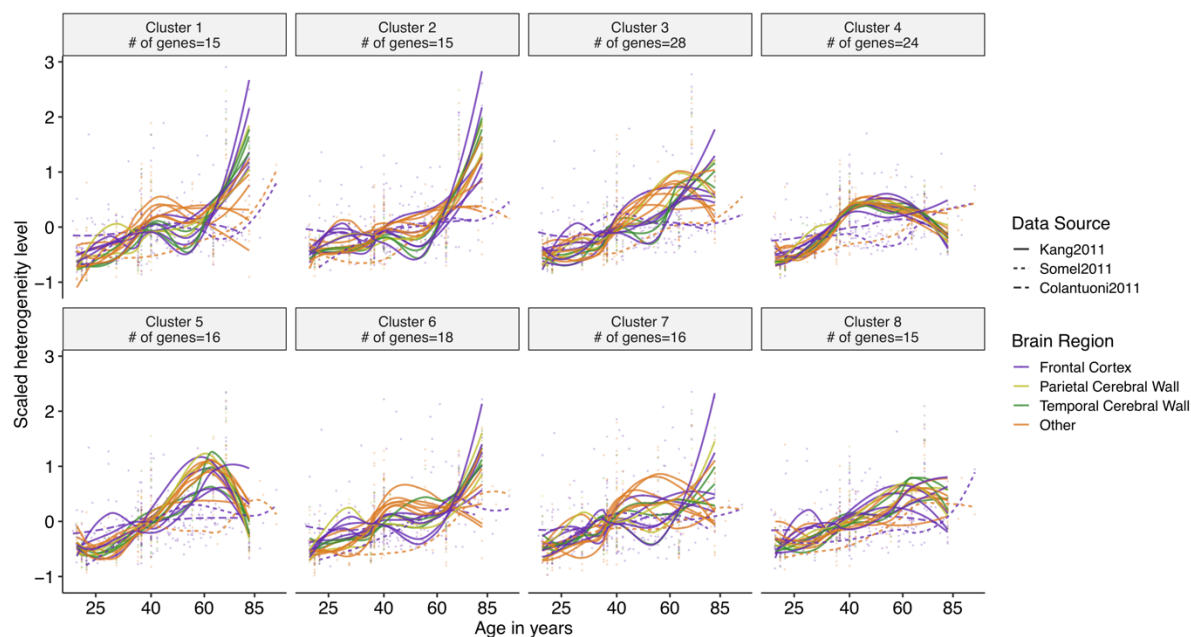 Cluster 1
# of genes=15
Cluster 2
# of genes=15
Cluster 3
# of genes=28
Cluster 4
# of genes=24
3
2
1
0
−1
Cluster 5
# of genes=16
Cluster 6
# of genes=18
Cluster 7
# of genes=16
Cluster 8
# of genes=15
3
2
1
0
−1
Scaled heterogeneity level
25 40 60 85
25 40 60 85
25 40 60 85
25 40 60 85
Age in years
Data Source
Kang2011
Somel2011
Colantuoni2011
Brain Region
Frontal Cortex
Parietal Cerebral Wall
Temporal Cerebral Wall
Other